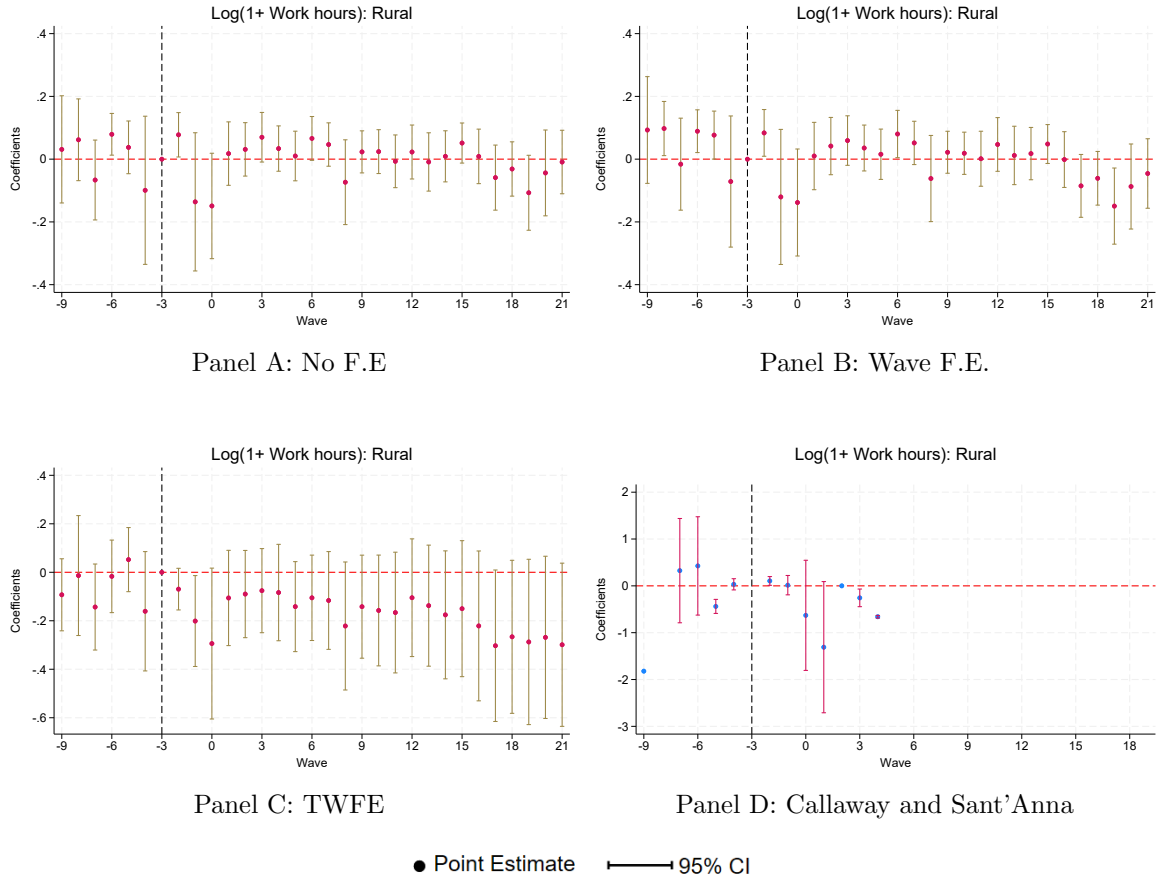 Log(1+ Work hours): Rural
.4
.2
0
-.2
-.4
Coefficients
-9 -6 -3 0 3 6 9 12 15 18 21
Wave
Panel A: No F.E
Log(1+ Work hours): Rural
.4
.2
0
-.2
-.4
Coefficients
-9 -6 -3 0 3 6 9 12 15 18 21
Wave
Panel B: Wave F.E.
Log(1+ Work hours): Rural
.4
.2
0
-.2
-.4
-.6
Coefficients
-9 -6 -3 0 3 6 9 12 15 18 21
Wave
Panel C: TWFE
Log(1+ Work hours): Rural
2
1
0
-1
-2
-3
Coefficients
-9 -6 -3 0 3 6 9 12 15 18
Wave
Panel D: Callaway and Sant'Anna
Point Estimate 95% CI